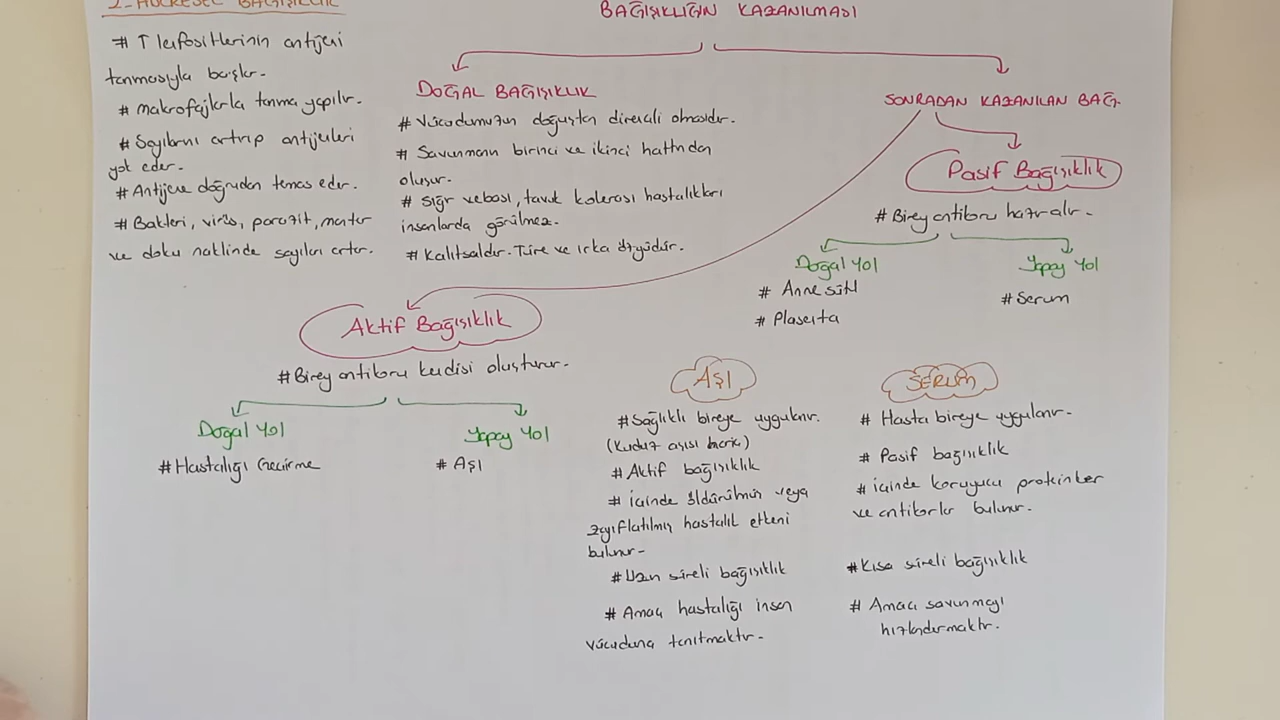 2-HÜCRESEL BAĞIŞIKLIK
# T lenfositlerinin antijeni
tanımasıyla başlar.
# Makrofajlarla tanıma yapılır.
# Sayılarını artırıp antijenleri
yok eder.
# Antijene doğrudan temas eder.
# Bakteri, virüs, parazit, mantar
ve doku naklinde sayıları artar.
BAĞIŞIKLIĞIN KAZANILMASI
DOĞAL BAĞIŞIKLIK
# Vücudumuzun doğuştan dirençli olmasıdır.
# Savunmanın birinci ve ikinci hattından
oluşur.
# Sığır vebası, tavuk kolerası hastalıkları
insanlarda görülmez.
# Kalıtsaldır. Türe ve ırka özgüdür.
SONRADAN KAZANILAN BAĞ.
Pasif Bağışıklık
# Birey antikoru hazır alır.
Doğal Yol
# Anne sütü
# Plasenta
Yapay Yol
# Serum
Aktif Bağışıklık
# Birey antikoru kendisi oluşturur.
Doğal Yol
# Hastalığı Geçirme
Yapay Yol
# Aşı
AŞI
# Sağlıklı bireye uygulanır.
(Kuduz aşısı hariç)
# Aktif bağışıklık
# İçinde öldürülmüş veya
zayıflatılmış hastalık etkeni
bulunur.
# Uzun süreli bağışıklık
# Amaç hastalığı insan
vücuduna tanıtmaktır.
SERUM
# Hasta bireye uygulanır.
# Pasif bağışıklık
# İçinde koruyucu proteinler
ve antikorlar bulunur.
# Kısa süreli bağışıklık
# Amacı savunmayı
hızlandırmaktır.